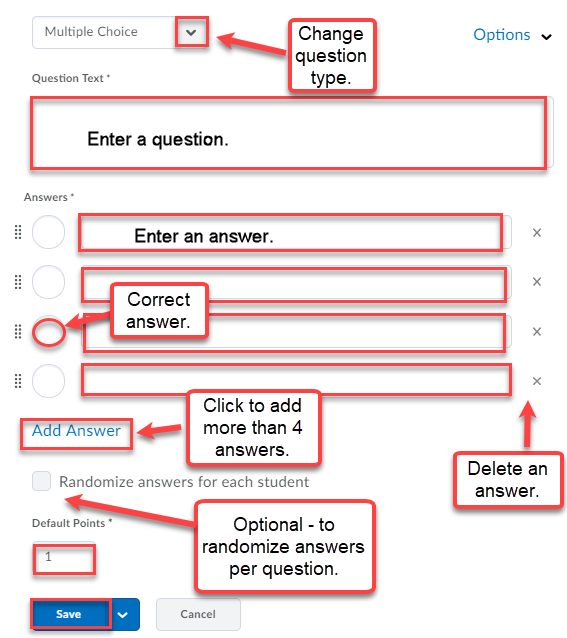 Multiple Choice
Change
question
type.
Options
Question Text *
Enter a question.
Answers *
Enter an answer.
Correct
answer.
Click to add
more than 4
answers.
Add Answer
Delete an
answer.
Randomize answers for each student
Optional - to
randomize answers
per question.
Default Points *
1
Save
Cancel